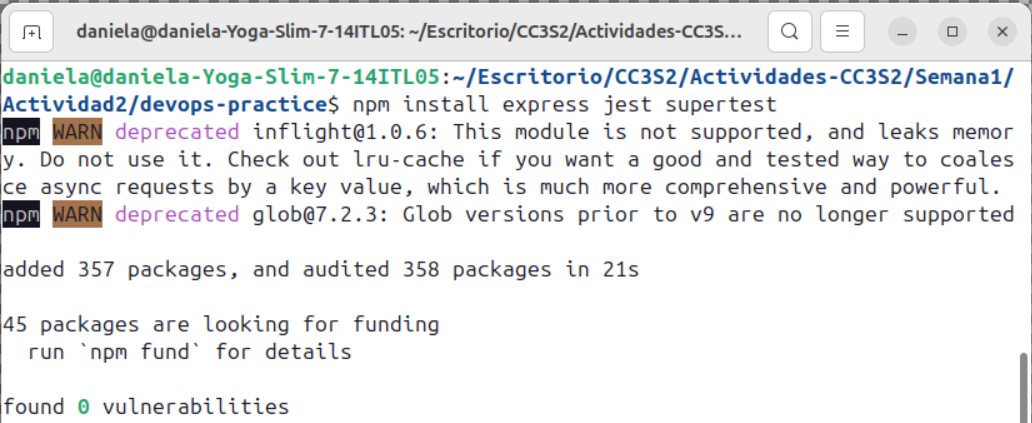 daniela@daniela-Yoga-Slim-7-14ITL05: ~/Escritorio/CC3S2/Actividades-CC3S...
daniela@daniela-Yoga-Slim-7-14ITL05:~/Escritorio/CC3S2/Actividades-CC3S2/Semana1/
Actividad2/devops-practice$ npm install express jest supertest
npm WARN deprecated inflight@1.0.6: This module is not supported, and leaks memor
y. Do not use it. Check out lru-cache if you want a good and tested way to coales
ce async requests by a key value, which is much more comprehensive and powerful.
npm WARN deprecated glob@7.2.3: Glob versions prior to v9 are no longer supported
added 357 packages, and audited 358 packages in 21s
45 packages are looking for funding
  run `npm fund` for details
found 0 vulnerabilities